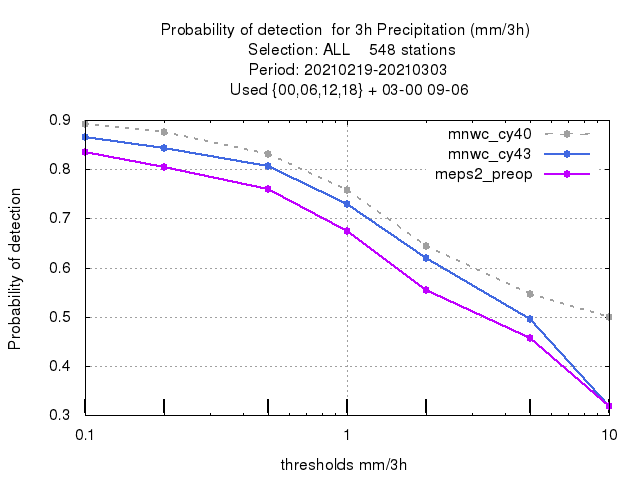 Probability of detection  for 3h Precipitation (mm/3h)
Selection: ALL    548 stations
Period: 20210219-20210303
Used {00,06,12,18} + 03-00 09-06
mnwc_cy40
mnwc_cy43
meps2_preop
Probability of detection
0.9
0.8
0.7
0.6
0.5
0.4
0.3
0.1
1
10
thresholds mm/3h